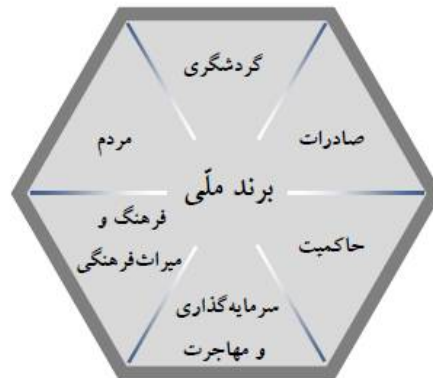 گردشگری
صادرات
مردم
برند ملّی
فرهنگ و
میراث‌فرهنگی
حاکمیت
سرمایه‌گذاری
و مهاجرت